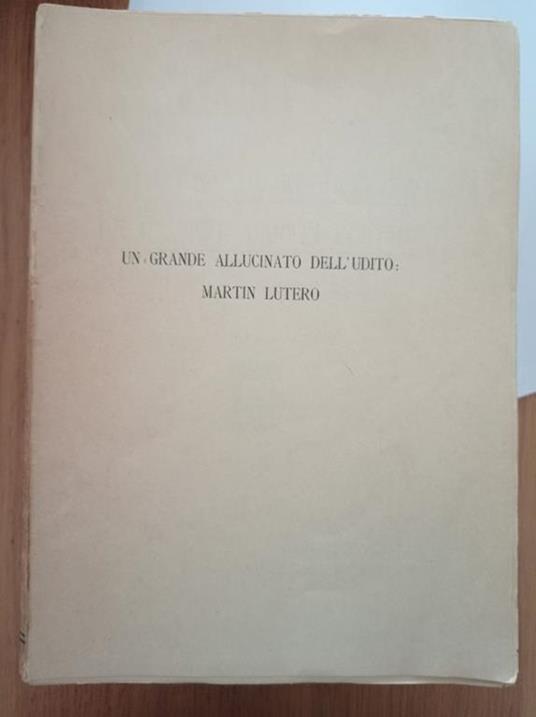 UN GRANDE ALLUCINATO DELL'UDITO:
MARTIN LUTERO